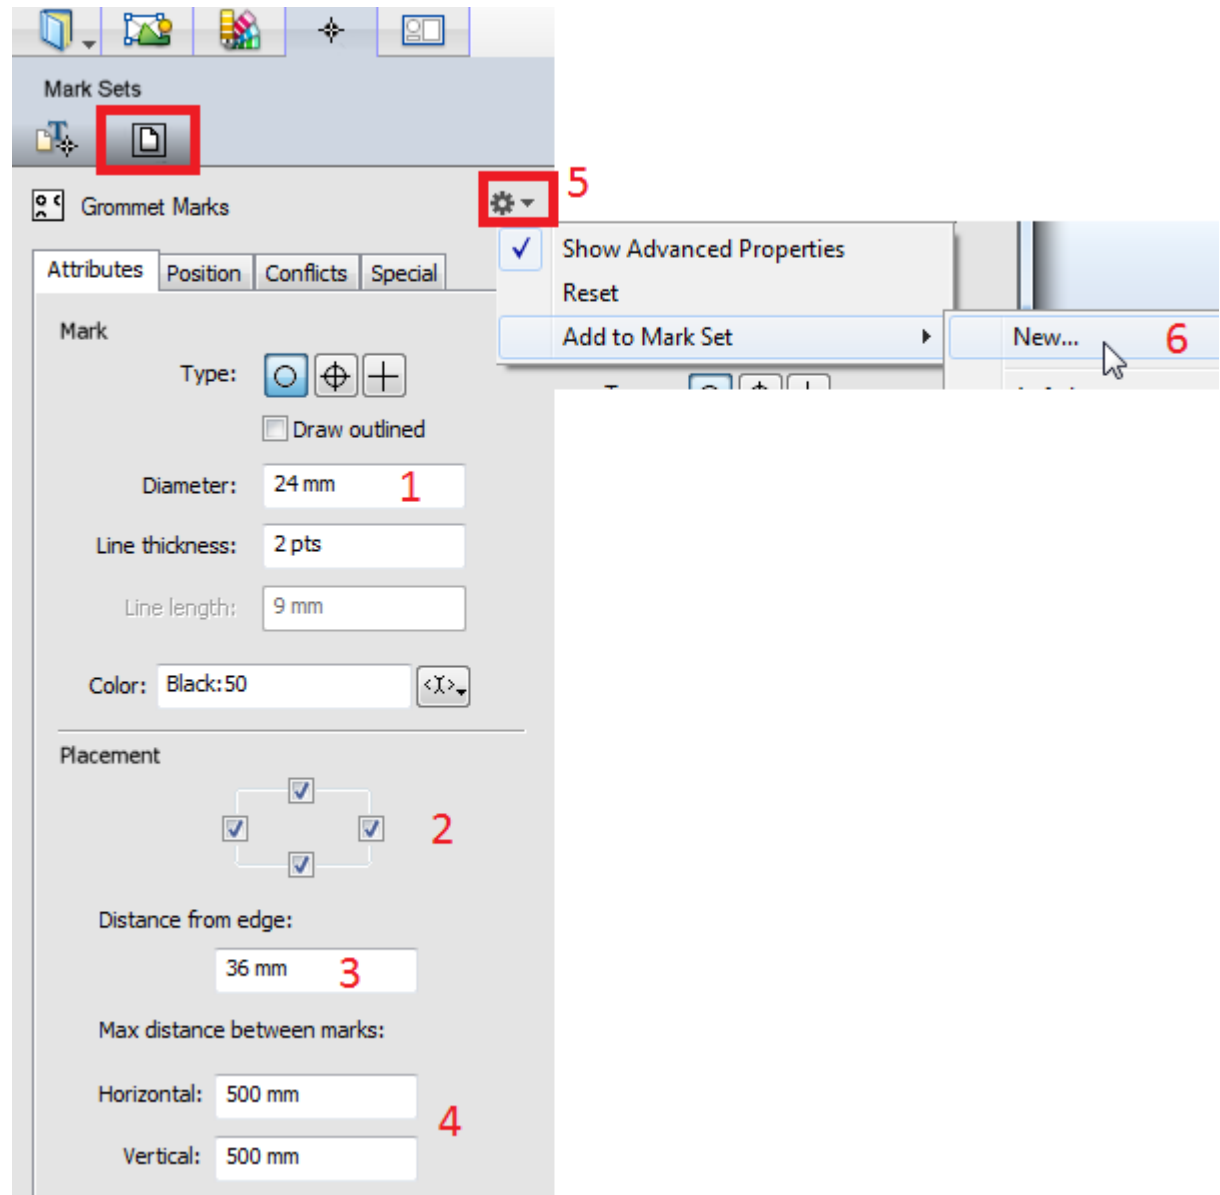 Mark Sets
Grommet Marks
5
Attributes Position Conflicts Special
Show Advanced Properties
Reset
Add to Mark Set
New... 6
Mark
Type:
Draw outlined
Diameter: 24 mm 1
Line thickness: 2 pts
Line length: 9 mm
Color: Black:50
Placement
2
Distance from edge:
36 mm 3
Max distance between marks:
Horizontal: 500 mm
4
Vertical: 500 mm